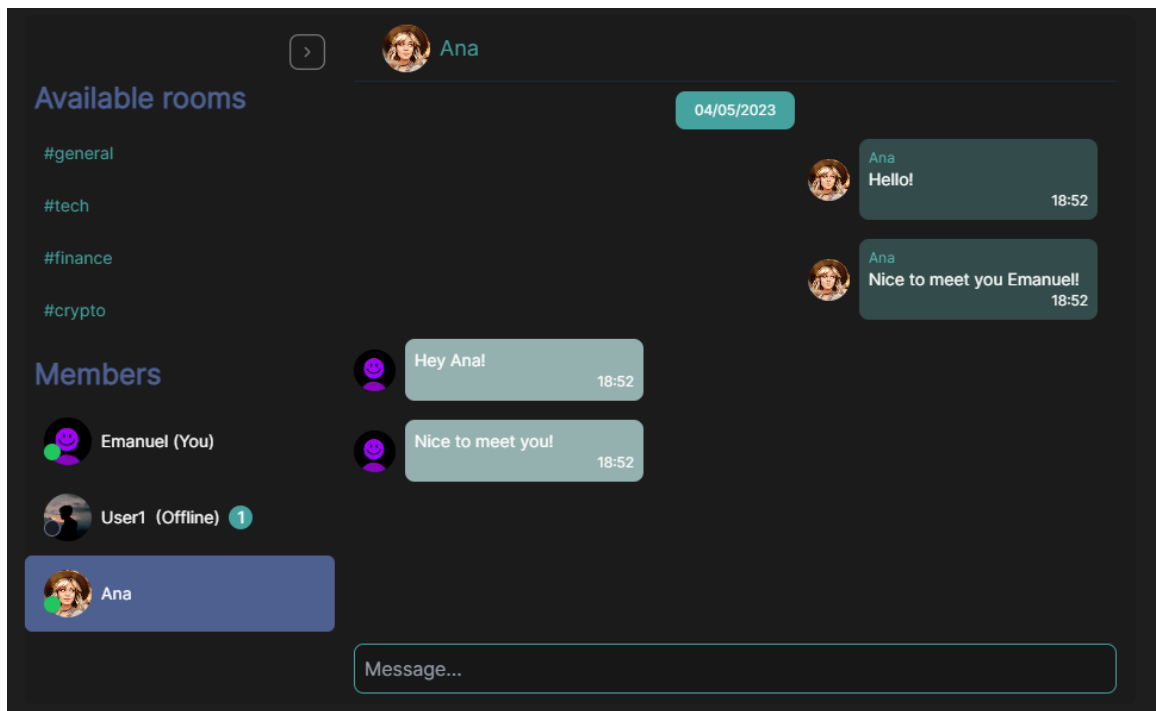 Available rooms
#general
#tech
#finance
#crypto
Members
Emanuel (You)
User1 (Offline) 1
Ana
Ana
04/05/2023
Ana
Hello!
18:52
Ana
Nice to meet you Emanuel!
18:52
Hey Ana!
18:52
Nice to meet you!
18:52
Message...